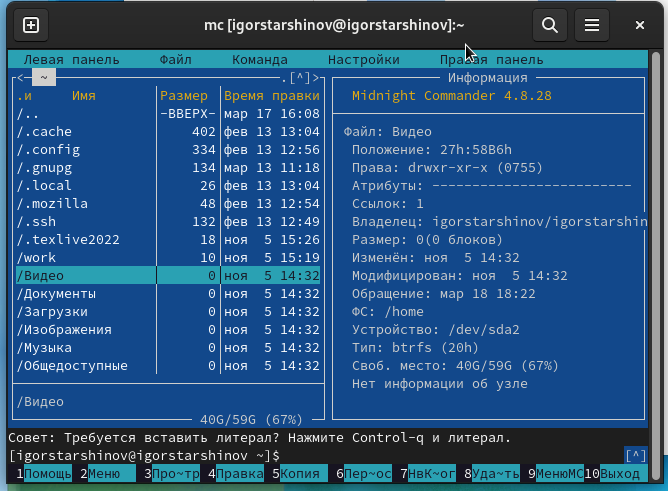 mc [igorstarshinov@igorstarshinov]:~
Левая панель Файл Команда Настройки Правая панель
<— ~ .[^]>
.и Имя Размер Время правки
/.. -ВВЕРХ- мар 17 16:08
/.cache 402 фев 13 13:04
/.config 334 фев 13 12:56
/.gnupg 134 мар 13 11:18
/.local 26 фев 13 13:04
/.mozilla 48 фев 13 12:54
/.ssh 132 фев 13 12:49
/.texlive2022 18 ноя 5 15:26
/work 10 ноя 5 15:19
/Видео 0 ноя 5 14:32
/Документы 0 ноя 5 14:32
/Загрузки 0 ноя 5 14:32
/Изображения 0 ноя 5 14:32
/Музыка 0 ноя 5 14:32
/Общедоступные 0 ноя 5 14:32
/Видео
40G/59G (67%)
Информация
Midnight Commander 4.8.28
Файл: Видео
Положение: 27h:58B6h
Права: drwxr-xr-x (0755)
Атрибуты: -------------------------
Ссылок: 1
Владелец: igorstarshinov/igorstarshin
Размер: 0(0 блоков)
Изменён: ноя 5 14:32
Модифицирован: ноя 5 14:32
Обращение: мар 18 18:22
ФС: /home
Устройство: /dev/sda2
Тип: btrfs (20h)
Своб. место: 40G/59G (67%)
Нет информации об узле
Совет: Требуется вставить литерал? Нажмите Control-q и литерал.
[igorstarshinov@igorstarshinov ~]$ [^]
1Помощь 2Меню 3Про~тр 4Правка 5Копия 6Пер~ос 7НвК~ог 8Уда~ть 9МенюMC 10Выход